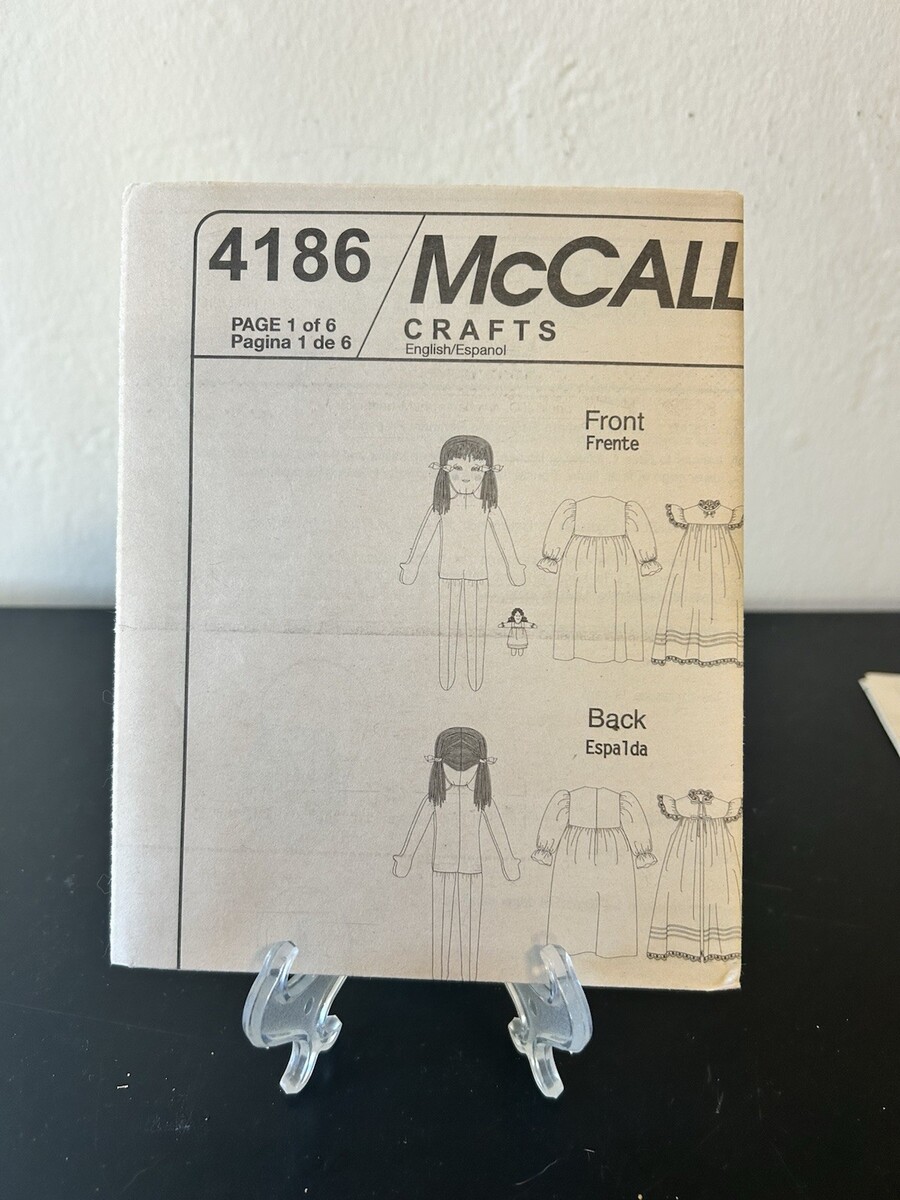 4186
McCALL
PAGE 1 of 6
Pagina 1 de 6
CRAFTS
English/Espanol
Front
Frente
Back
Espalda